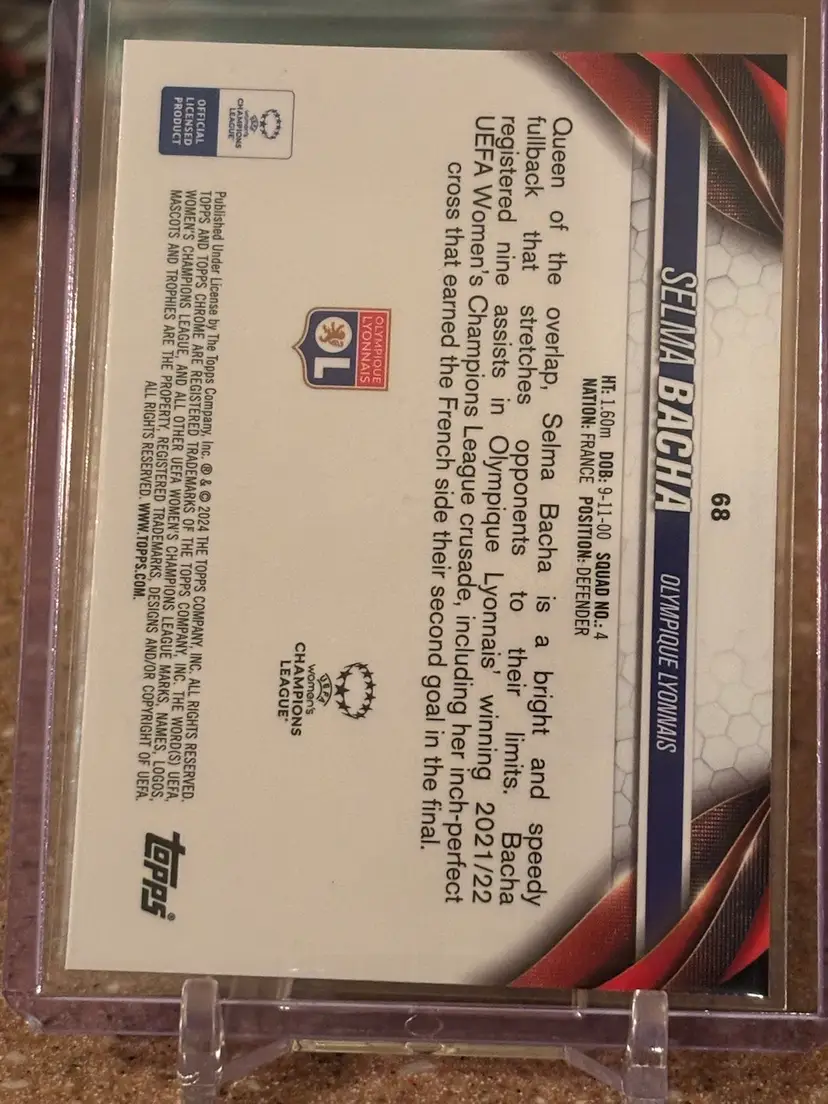 68
SELMA BACHA OLYMPIQUE LYONNAIS
HT: 1.60m DOB: 9-11-00 SQUAD NO.: 4
NATION: FRANCE POSITION: DEFENDER
Queen of the overlap, Selma Bacha is a bright and speedy
fullback that stretches opponents to their limits. Bacha
registered nine assists in Olympique Lyonnais' winning 2021/22
UEFA Women's Champions League crusade, including her inch-perfect
cross that earned the French side their second goal in the final.
OLYMPIQUE
LYONNAIS
OL
UEFA
women's
CHAMPIONS
LEAGUE
UEFA
women's
CHAMPIONS
LEAGUE
OFFICIAL
LICENSED
PRODUCT
Published Under License by The Topps Company, Inc. ® & © 2024 THE TOPPS COMPANY, INC. ALL RIGHTS RESERVED.
TOPPS AND TOPPS CHROME ARE REGISTERED TRADEMARKS OF THE TOPPS COMPANY, INC. THE WORD(S) UEFA,
WOMEN'S CHAMPIONS LEAGUE, AND ALL OTHER UEFA WOMEN'S CHAMPIONS LEAGUE MARKS, NAMES, LOGOS,
MASCOTS AND TROPHIES ARE THE PROPERTY, REGISTERED TRADEMARKS, DESIGNS AND/OR COPYRIGHT OF UEFA.
ALL RIGHTS RESERVED. WWW.TOPPS.COM.
topps®